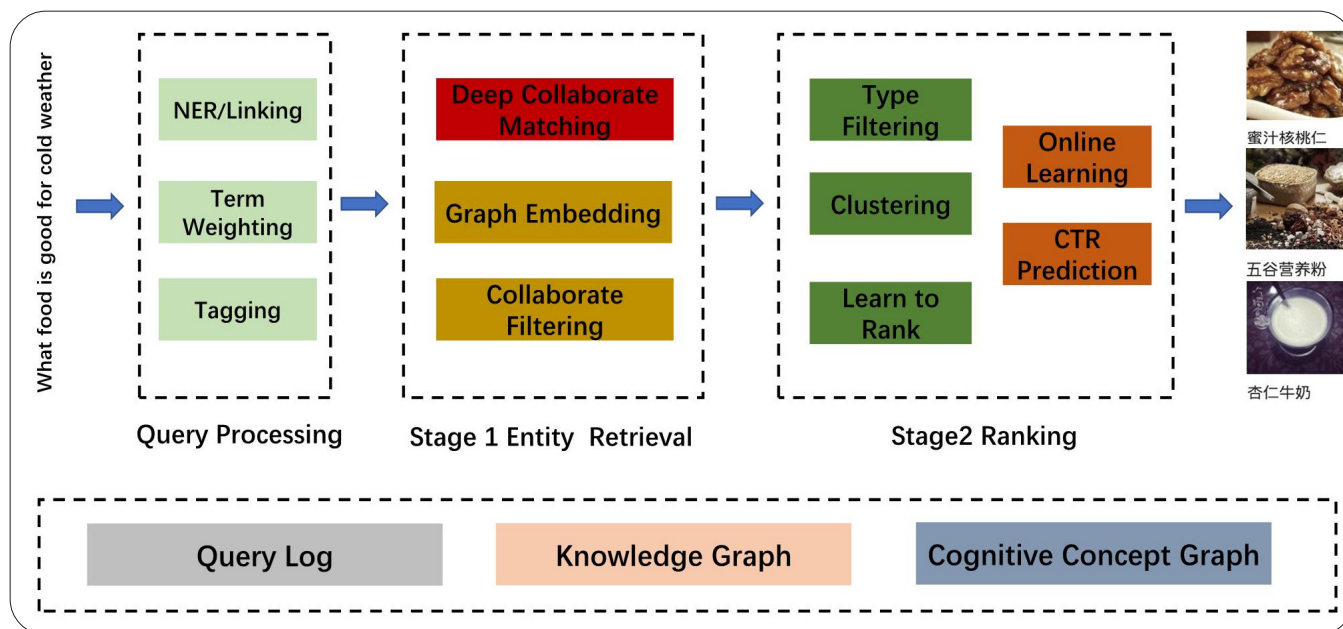 What food is good for cold weather
NER/Linking
Term
Weighting
Tagging
Query Processing
Deep Collaborate
Matching
Graph Embedding
Collaborate
Filtering
Stage 1 Entity Retrieval
Type
Filtering
Clustering
Learn to
Rank
Online
Learning
CTR
Prediction
Stage2 Ranking
蜜汁核桃仁
五谷营养粉
杏仁牛奶
Query Log
Knowledge Graph
Cognitive Concept Graph